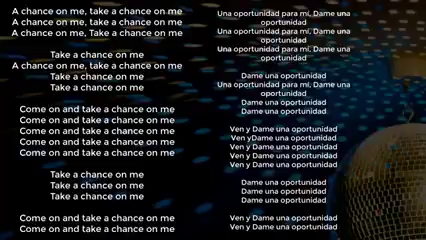 A chance on me, take a chance on me
A chance on me, take a chance on me
A chance on me, Take a chance on me
Take a chance on me
A chance on me, take a chance on me
Take a chance on me
Take a chance on me
Come on and take a chance on me
Come on and take a chance on me
Come on and take a chance on me
Come on and take a chance on me
Come on and take a chance on me
Take a chance on me
Take a chance on me
Take a chance on me
Come on and take a chance on me
Come on and take a chance on me
Una oportunidad para mí, Dame una
oportunidad
Una oportunidad para mí, Dame una
oportunidad
Una oportunidad para mí, Dame una
oportunidad
Dame una oportunidad
Una oportunidad para mí, Dame una
oportunidad
Dame una oportunidad
Dame una oportunidad
Ven y Dame una oportunidad
Ven yDame una oportunidad
Ven y Dame una oportunidad
Ven y Dame una oportunidad
Ven y Dame una oportunidad
Dame una oportunidad
Dame una oportunidad
Dame una oportunidad
Ven y Dame una oportunidad
Ven y Dame una oportunidad